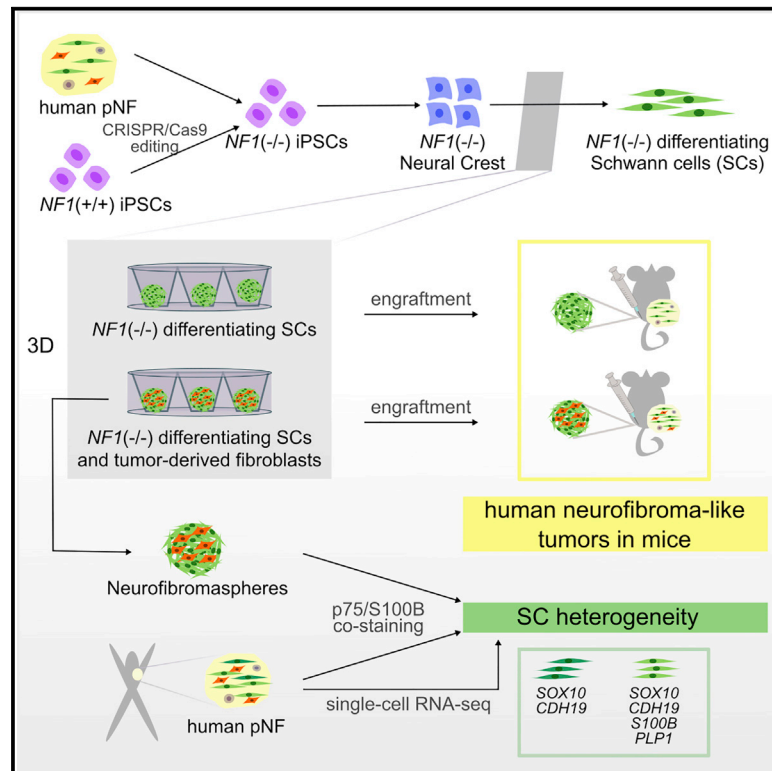 human pNF
CRISPR/Cas9
editing
NF1(+/+) iPSCs
NF1(-/-) iPSCs
NF1(-/-)
Neural Crest
NF1(-/-) differentiating
Schwann cells (SCs)
3D
NF1(-/-) differentiating SCs
engraftment
NF1(-/-) differentiating SCs
and tumor-derived fibroblasts
engraftment
human neurofibroma-like
tumors in mice
Neurofibromaspheres
p75/S100B
co-staining
SC heterogeneity
human pNF
single-cell RNA-seq
SOX10
CDH19
SOX10
CDH19
S100B
PLP1